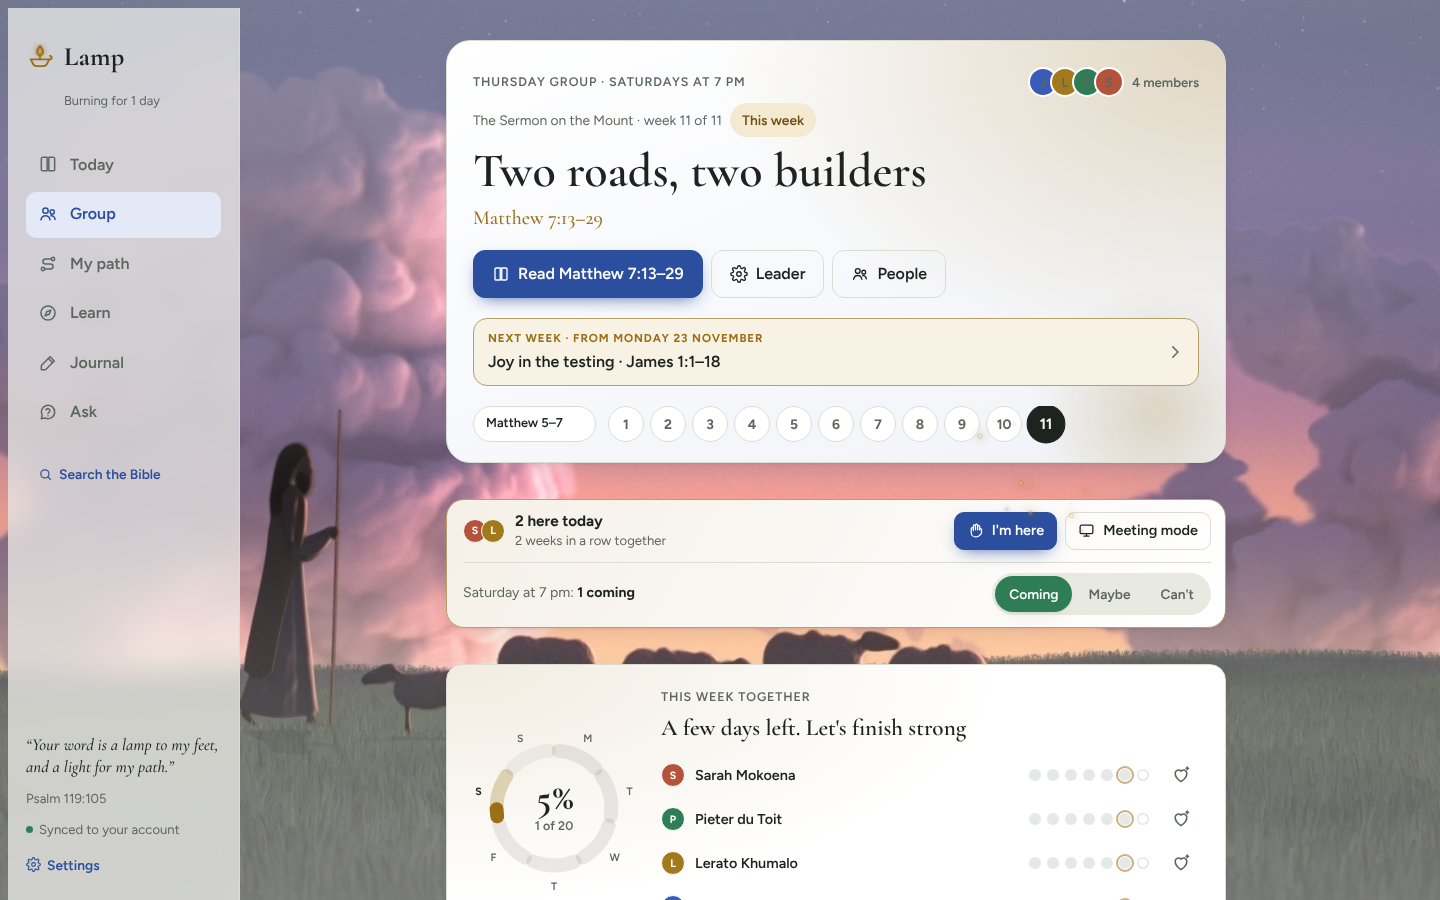 Lamp
Burning for 1 day
Today
Group
My path
Learn
Journal
Ask
Search the Bible
“Your word is a lamp to my feet,
and a light for my path.”
Psalm 119:105
Synced to your account
Settings
THURSDAY GROUP · SATURDAYS AT 7 PM
L S
4 members
The Sermon on the Mount · week 11 of 11
This week
Two roads, two builders
Matthew 7:13–29
Read Matthew 7:13–29
Leader
People
NEXT WEEK · FROM MONDAY 23 NOVEMBER
Joy in the testing · James 1:1–18
Matthew 5–7
1 2 3 4 5 6 7 8 9 10 11
S L
2 here today
2 weeks in a row together
I'm here
Meeting mode
Saturday at 7 pm: 1 coming
Coming
Maybe
Can't
THIS WEEK TOGETHER
A few days left. Let's finish strong
S M
S T
5%
1 of 20
F W
T
S Sarah Mokoena
P Pieter du Toit
L Lerato Khumalo